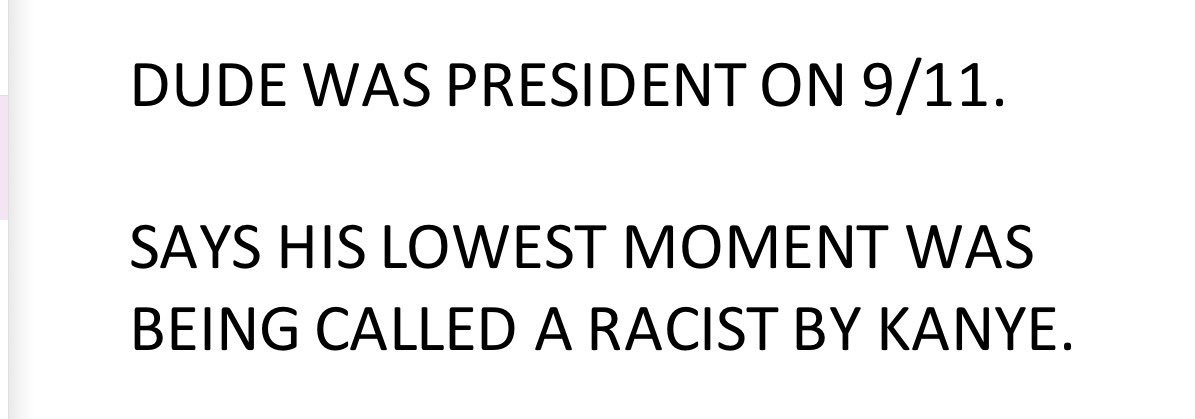 DUDE WAS PRESIDENT ON 9/11.
SAYS HIS LOWEST MOMENT WAS
BEING CALLED A RACIST BY KANYE.